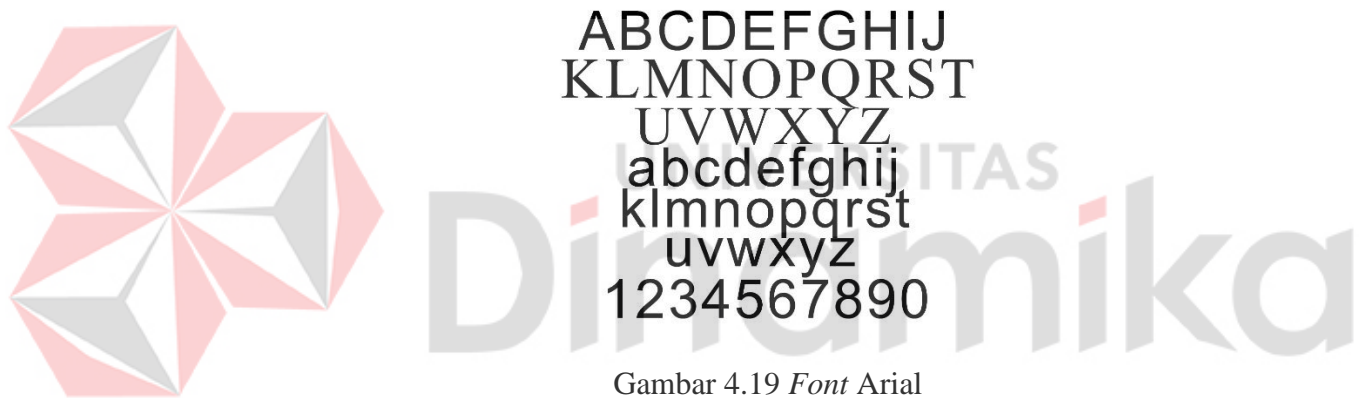 ABCDEFGHIJ
KLMNOPQRST
UVWXYZ
UNIVERSITAS
abcdefghij
klmnopqrst
Dinamika
uvwxyz
1234567890
Gambar 4.19 Font Arial